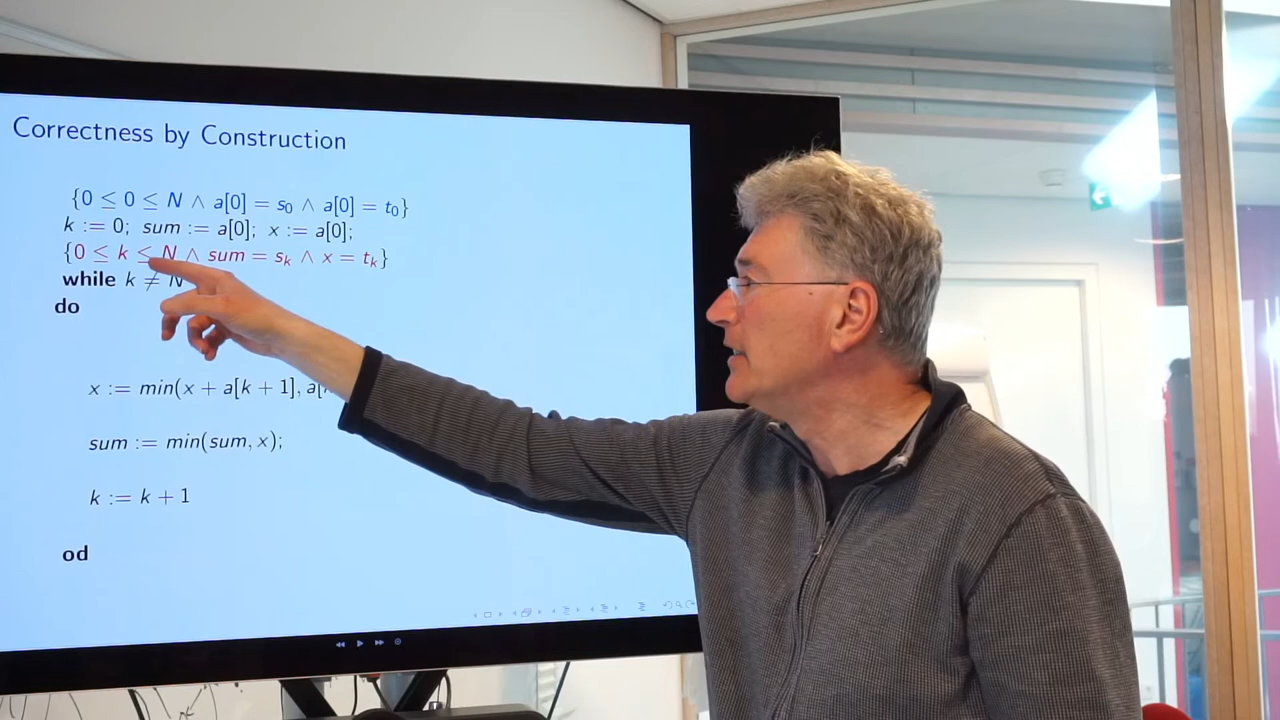 Correctness by Construction
{0 ≤ 0 ≤ N ∧ a[0] = s₀ ∧ a[0] = t₀}
k := 0; sum := a[0]; x := a[0];
{0 ≤ k ≤ N ∧ sum = sₖ ∧ x = tₖ}
while k ≠ N
do
x := min(x + a[k + 1],
sum := min(sum, x);
k := k + 1
od